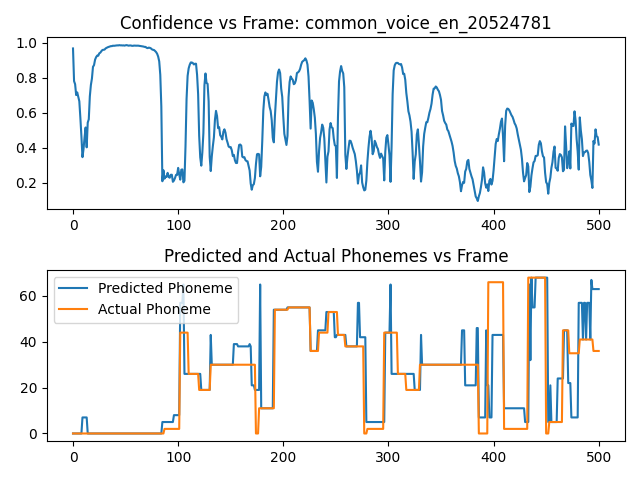 Confidence vs Frame: common_voice_en_20524781
1.0
0.8
0.6
0.4
0.2
0 100 200 300 400 500
Predicted and Actual Phonemes vs Frame
Predicted Phoneme
Actual Phoneme
60
40
20
0
0 100 200 300 400 500